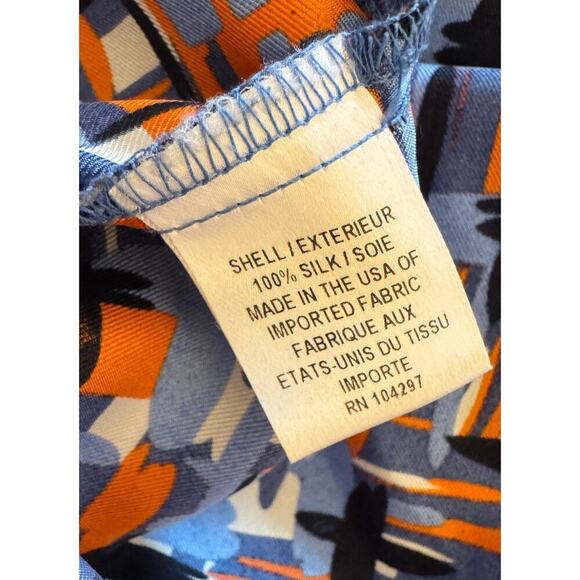 SHELL / EXTERIEUR
100% SILK / SOIE
MADE IN THE USA OF
IMPORTED FABRIC
FABRIQUE AUX
ETATS-UNIS DU TISSU
IMPORTE
RN 104297